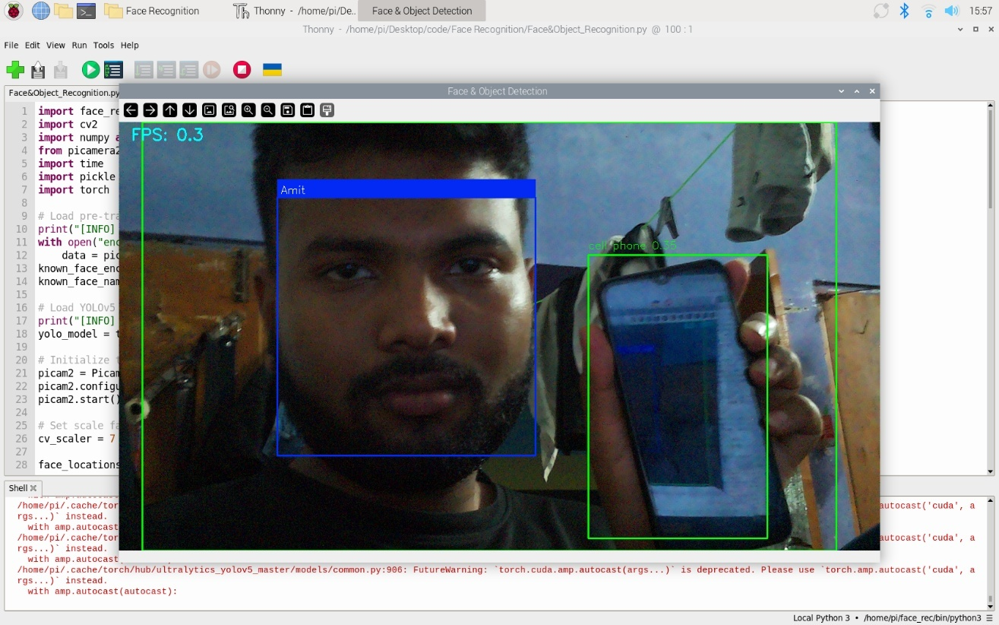 Face Recognition
Thonny - /home/pi/De..
Face & Object Detection
15:57
Thonny - /home/pi/Desktop/code/Face Recognition/Face&Object_Recognition.py @ 100 : 1
File Edit View Run Tools Help
Face&Object_Recognition.py
Face & Object Detection
FPS: 0.3
Amit
cell phone 0.35
1 import face_re
2 import cv2
3 import numpy a
4 from picamera2
5 import time
6 import pickle
7 import torch
8
9 # Load pre-tra
10 print("[INFO]
11 with open("enc
12 data = pic
13 known_face_enc
14 known_face_nam
15
16 # Load YOLOv5
17 print("[INFO]
18 yolo_model = t
19
20 # Initialize t
21 picam2 = Picam
22 picam2.configu
23 picam2.start()
24
25 # Set scale fa
26 cv_scaler = 7
27
28 face_locations
Shell
/home/pi/.cache/tor autocast('cuda', a
rgs...)` instead.
with amp.autocast
/home/pi/.cache/tor .autocast('cuda', a
rgs...)` instead.
with amp.autocast
/home/pi/.cache/torch/hub/ultralytics_yolov5_master/models/common.py:906: FutureWarning: `torch.cuda.amp.autocast(args...)` is deprecated. Please use `torch.amp.autocast('cuda', a
rgs...)` instead.
with amp.autocast(autocast):
Local Python 3 • /home/pi/face_rec/bin/python3